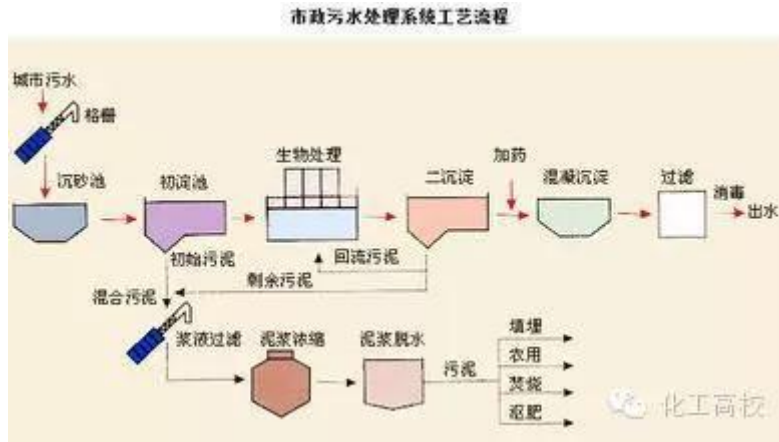 市政污水处理系统工艺流程
城市污水
格栅
生物处理
加药
沉砂池
初淀池
二沉淀
混凝沉淀
过滤
消毒
出水
初始污泥
回流污泥
剩余污泥
混合污泥
浆液过滤
泥浆浓缩
泥浆脱水
污泥
填埋
农用
焚烧
沤肥
化工高校